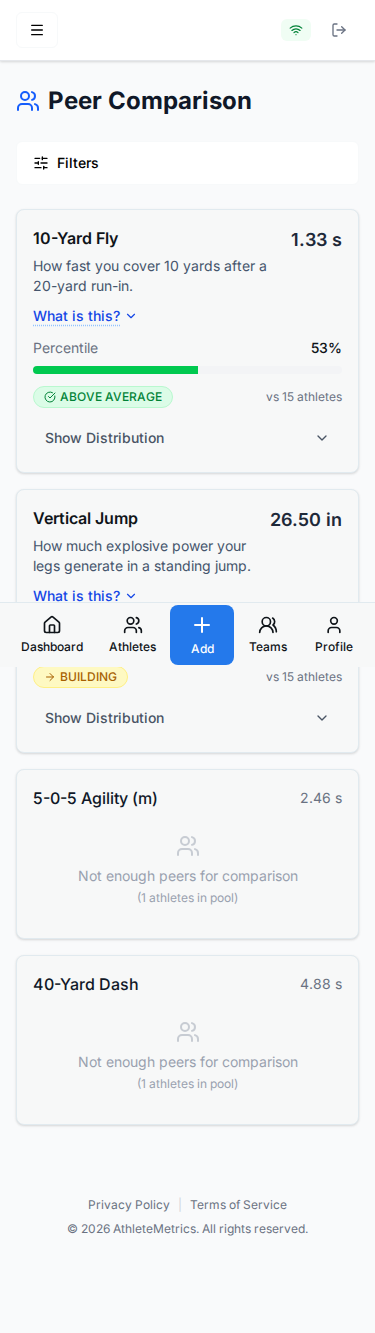 Peer Comparison
Filters
10-Yard Fly
1.33 s
How fast you cover 10 yards after a
20-yard run-in.
What is this?
Percentile
53%
ABOVE AVERAGE
vs 15 athletes
Show Distribution
Vertical Jump
26.50 in
How much explosive power your
legs generate in a standing jump.
What is this?
Dashboard
Athletes
Add
Teams
Profile
BUILDING
vs 15 athletes
Show Distribution
5-0-5 Agility (m)
2.46 s
Not enough peers for comparison
(1 athletes in pool)
40-Yard Dash
4.88 s
Not enough peers for comparison
(1 athletes in pool)
Privacy Policy
Terms of Service
© 2026 AthleteMetrics. All rights reserved.